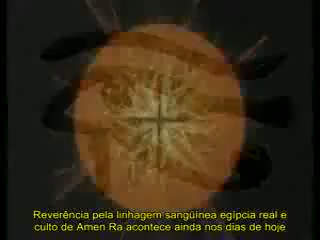 Reverência pela linhagem sangüínea egípcia real e
culto de Amen Ra acontece ainda nos dias de hoje